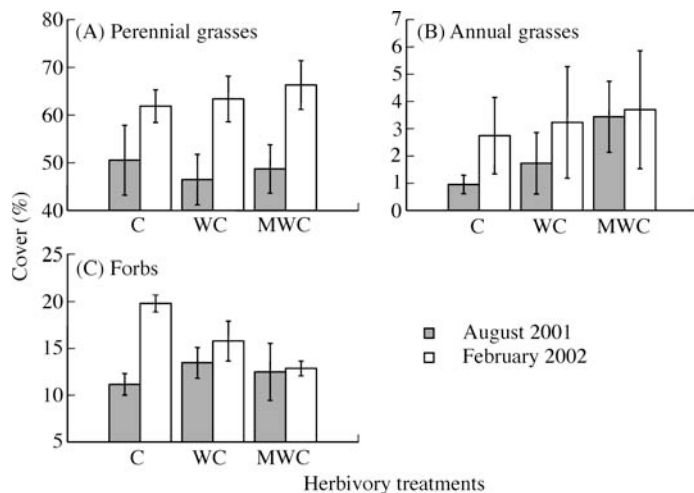 (A) Perennial grasses
80
70
60
50
40
C WC MWC
(B) Annual grasses
7
6
5
4
3
2
1
0
C WC MWC
Cover (%)
(C) Forbs
25
20
15
10
5
C WC MWC
August 2001
February 2002
Herbivory treatments